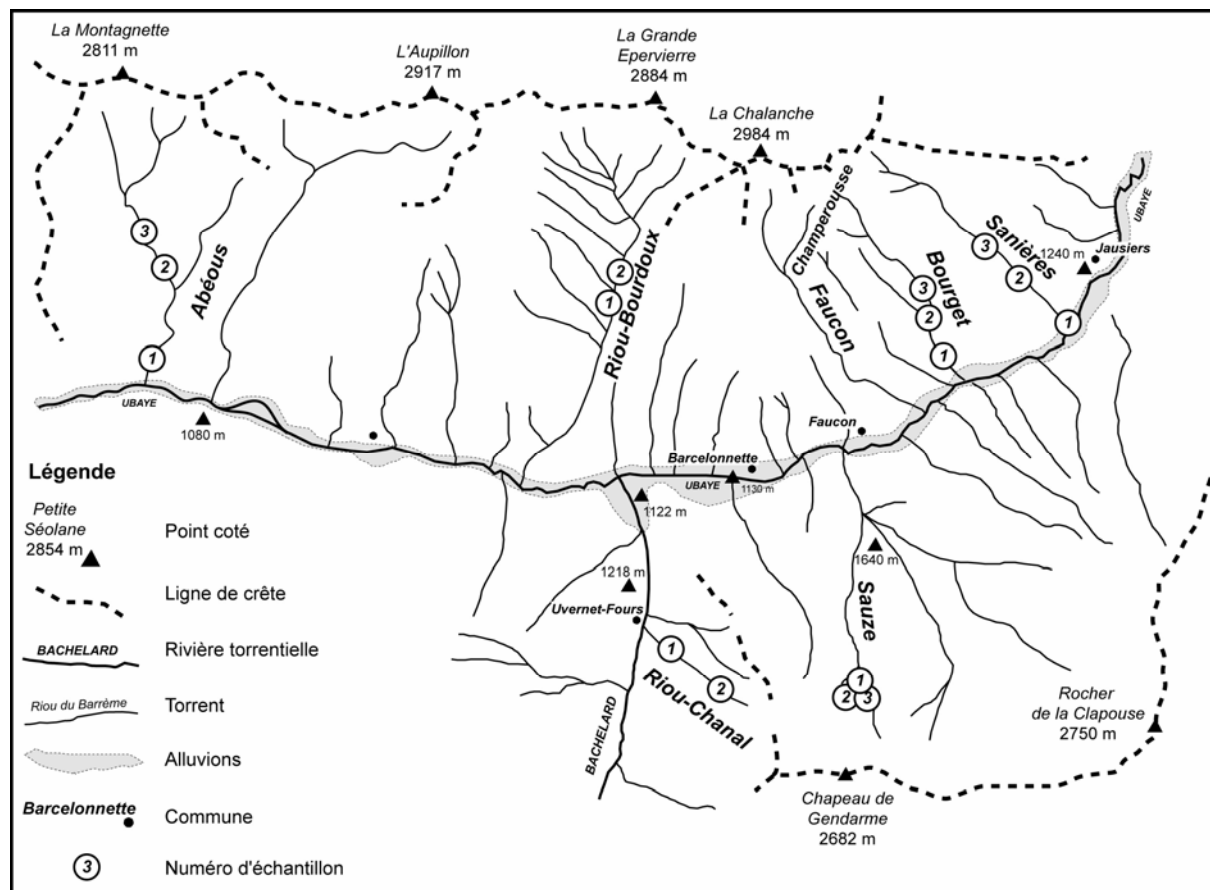 La Montagnette
2811 m
L'Aupillon
2917 m
La Grande
Epervierre
2884 m
La Chalanche
2984 m
3
2
1
Abéous
2
1
Riou-Bourdoux
Champerousse
Faucon
3
2
1
Bourget
3
2
1
Sanières
1240 m
Jausiers
UBAYE
UBAYE
1080 m
Faucon
Barcelonnette
UBAYE
1130 m
1122 m
1218 m
Uvernet-Fours
1640 m
Sauze
1
2
3
1
2
Riou-Chanal
BACHELARD
Rocher
de la Clapouse
2750 m
Chapeau de
Gendarme
2682 m
Légende
Petite
Séolane
2854 m
Point coté
Ligne de crête
BACHELARD
Rivière torrentielle
Riou du Barrème
Torrent
Alluvions
Barcelonnette
Commune
3
Numéro d'échantillon